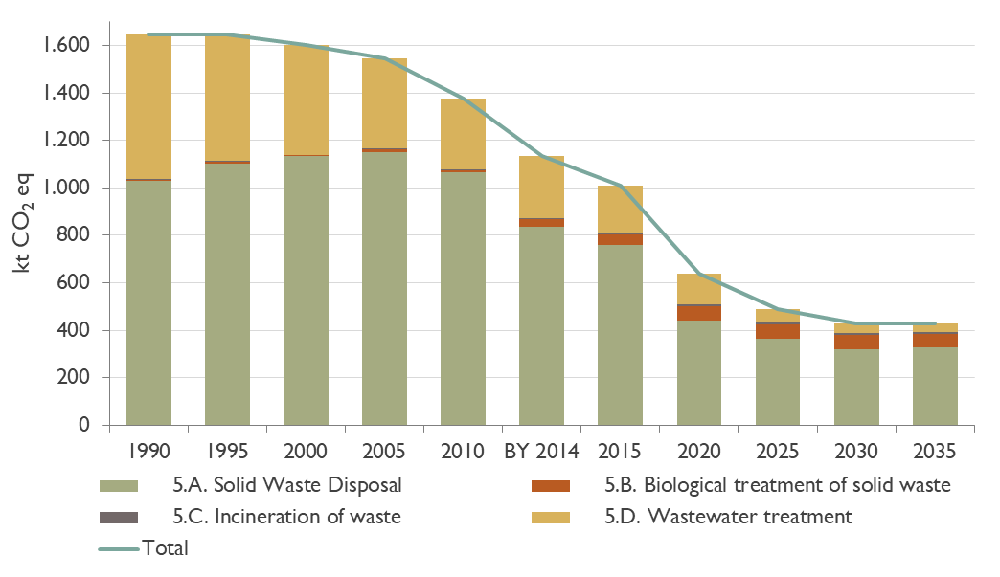 kt CO₂ eq
1.600
1.400
1.200
1.000
800
600
400
200
0
1990 1995 2000 2005 2010 BY 2014 2015 2020 2025 2030 2035
5.A. Solid Waste Disposal 5.B. Biological treatment of solid waste
5.C. Incineration of waste 5.D. Wastewater treatment
Total